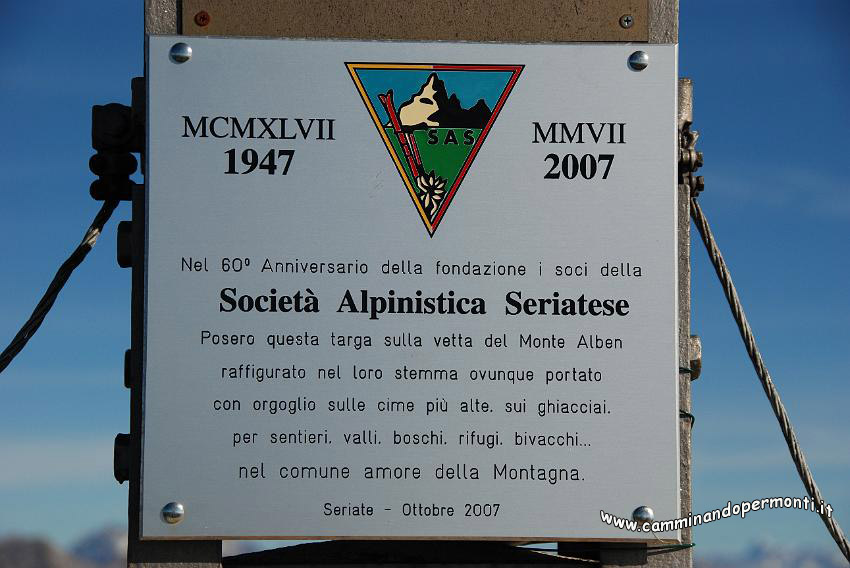 MCMXLVII
1947
SAS
MMVII
2007
Nel 60° Anniversario della fondazione i soci della
Società Alpinistica Seriatese
Posero questa targa sulla vetta del Monte Alben
raffigurato nel loro stemma ovunque portato
con orgoglio sulle cime più alte, sui ghiacciai,
per sentieri, valli, boschi, rifugi, bivacchi...
nel comune amore della Montagna.
Seriate - Ottobre 2007
www.camminandopermonti.it